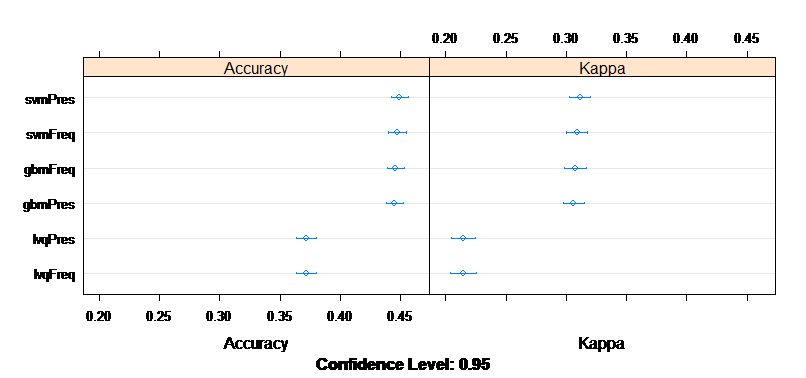 0.20 0.25 0.30 0.35 0.40 0.45
Accuracy Kappa
svmPres
svmFreq
gbmFreq
gbmPres
lvqPres
lvqFreq
0.20 0.25 0.30 0.35 0.40 0.45
Accuracy Kappa
Confidence Level: 0.95